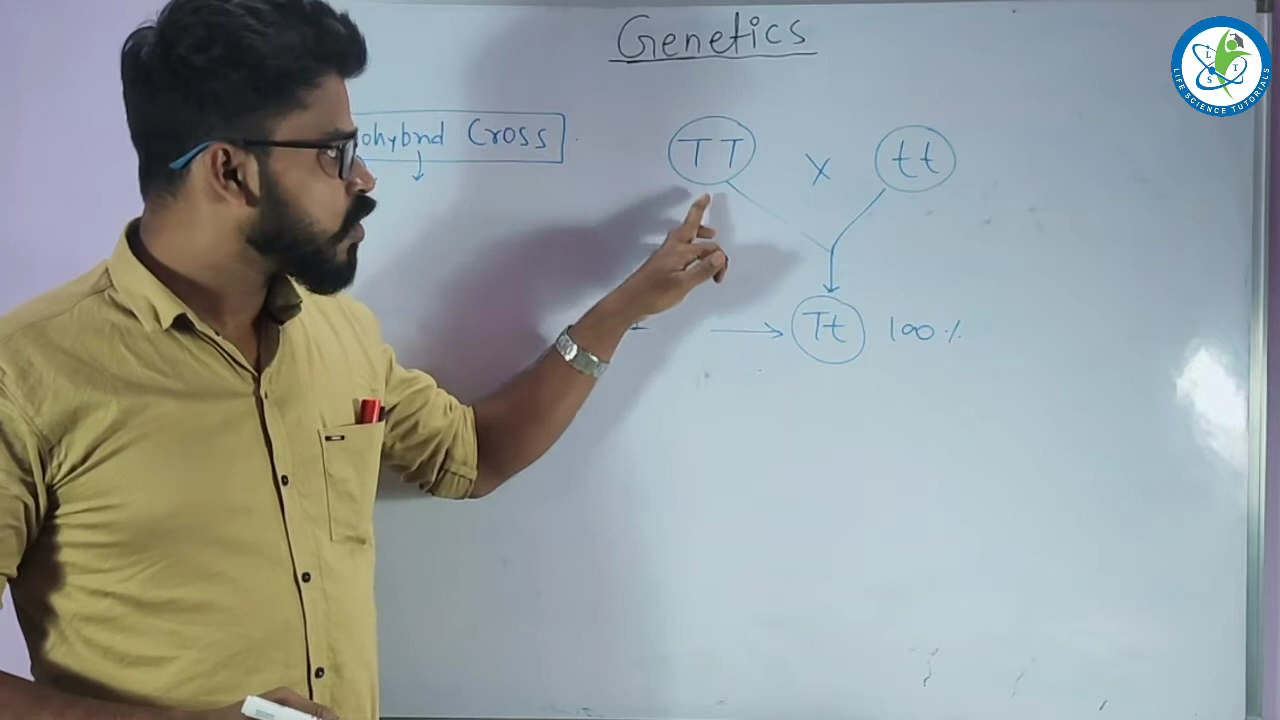 Genetics
ohybrid Cross
TT x tt
Tt 100%
LIFE SCIENCE TUTORIALS
L S T